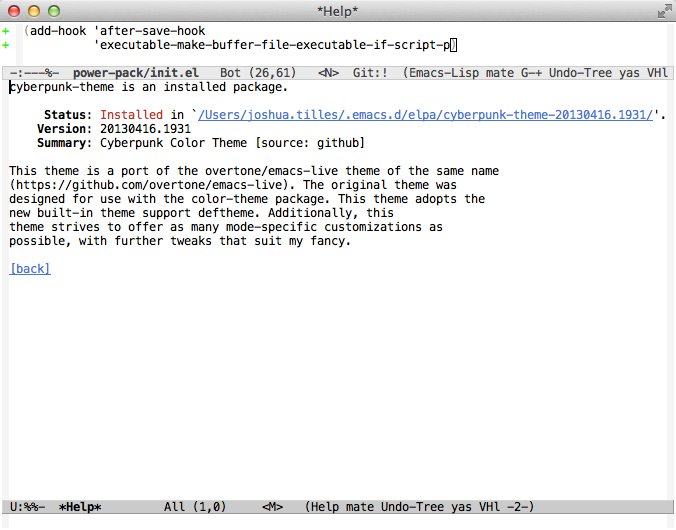 *Help*
+ (add-hook 'after-save-hook
+ 'executable-make-buffer-file-executable-if-script-p)
-:---%- power-pack/init.el Bot (26,61) <N> Git:! (Emacs-Lisp mate G-+ Undo-Tree yas VHl
cyberpunk-theme is an installed package.
Status: Installed in `/Users/joshua.tilles/.emacs.d/elpa/cyberpunk-theme-20130416.1931/'.
Version: 20130416.1931
Summary: Cyberpunk Color Theme [source: github]
This theme is a port of the overtone/emacs-live theme of the same name
(https://github.com/overtone/emacs-live). The original theme was
designed for use with the color-theme package. This theme adopts the
new built-in theme support deftheme. Additionally, this
theme strives to offer as many mode-specific customizations as
possible, with further tweaks that suit my fancy.
[back]
U:%%- *Help* All (1,0) <M> (Help mate Undo-Tree yas VHl -2-)